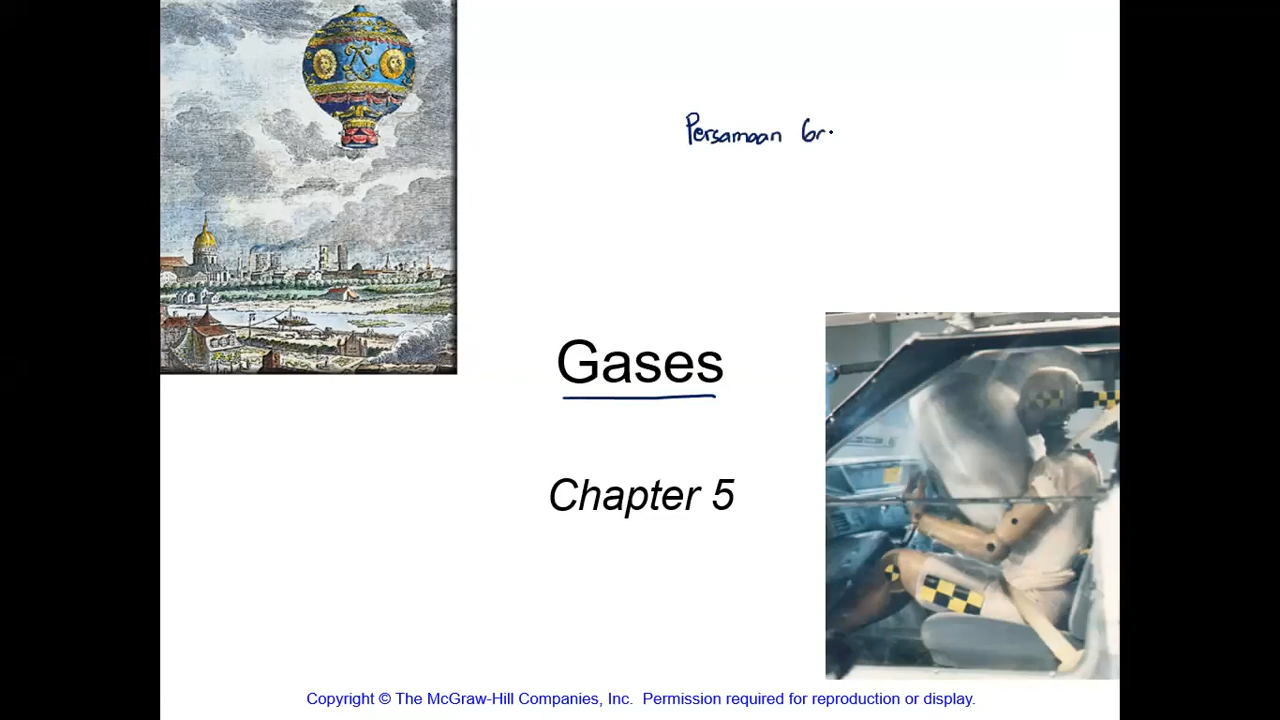 Persamaan
Gases
Chapter 5
Copyright © The McGraw-Hill Companies, Inc. Permission required for reproduction or display.